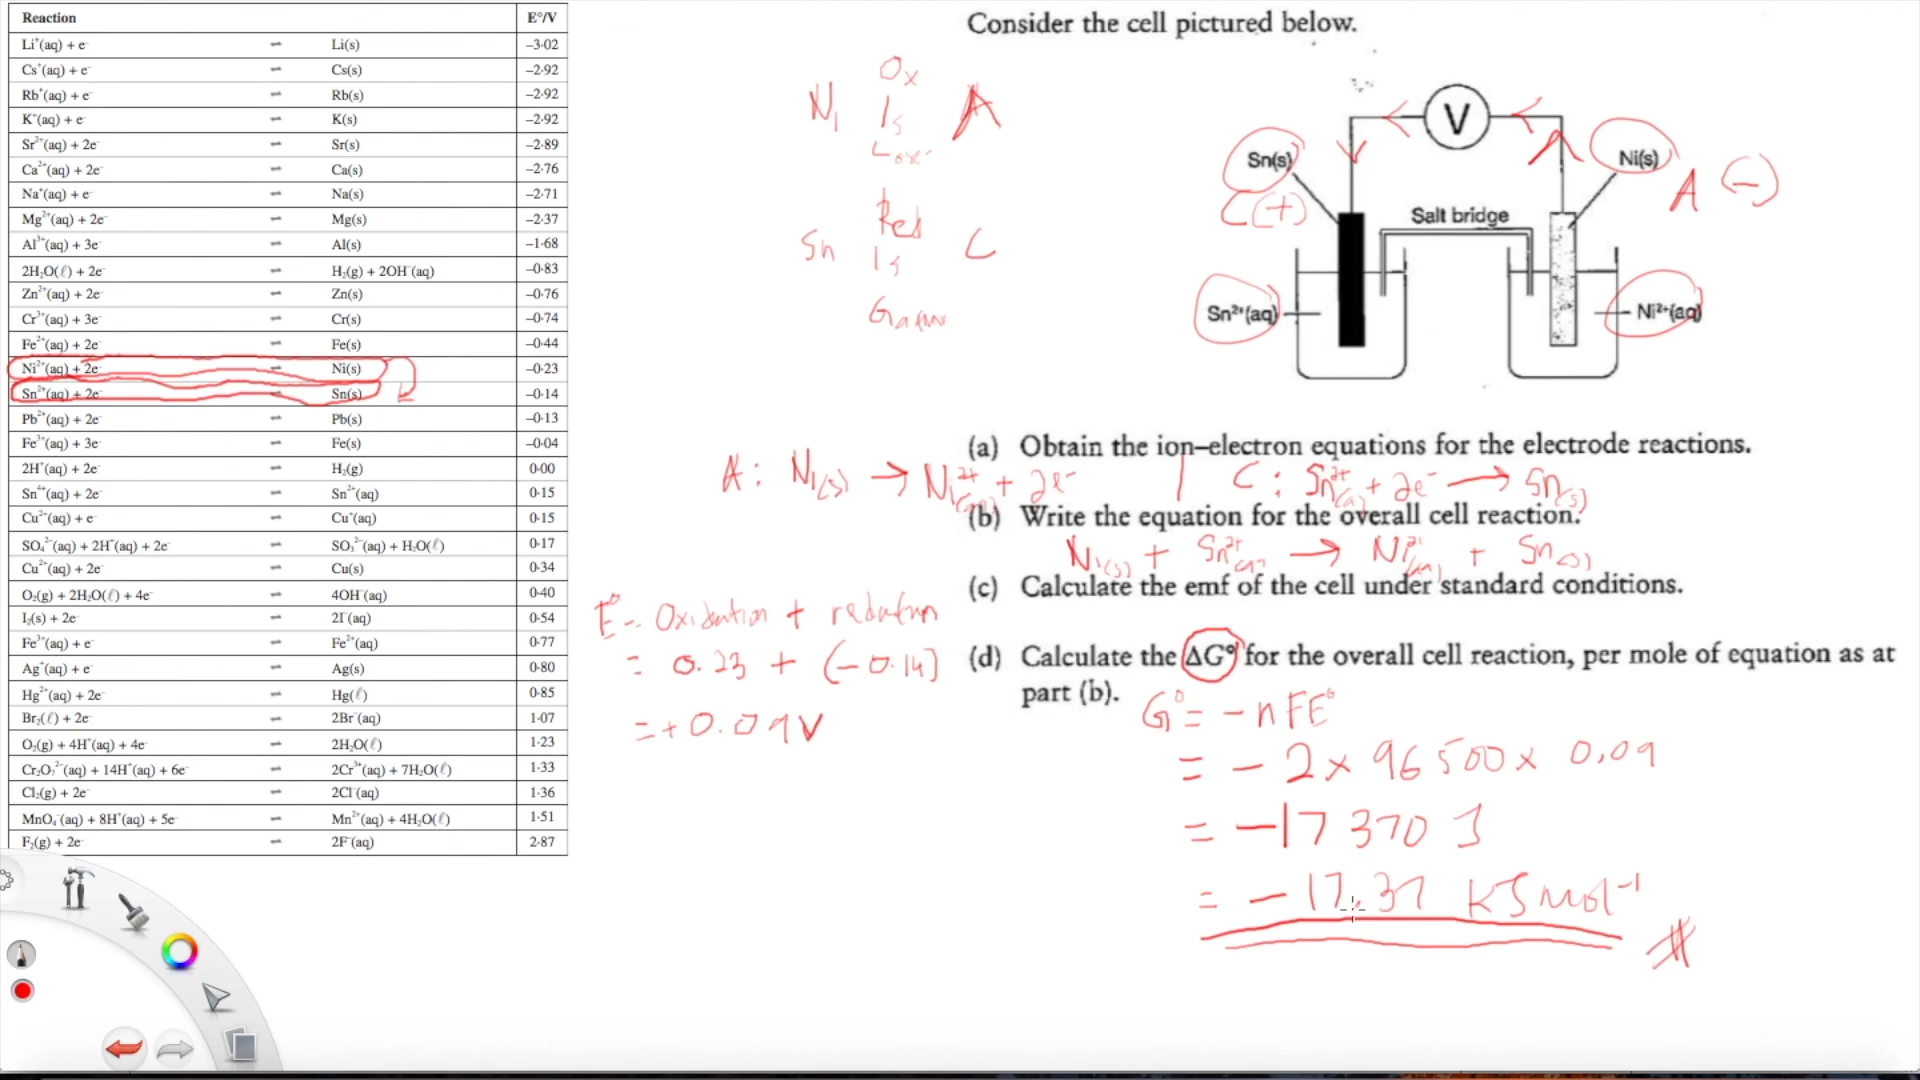 Reaction E°/V
Li⁺(aq) + e⁻ ⇌ Li(s) –3·02
Cs⁺(aq) + e⁻ ⇌ Cs(s) –2·92
Rb⁺(aq) + e⁻ ⇌ Rb(s) –2·92
K⁺(aq) + e⁻ ⇌ K(s) –2·92
Sr²⁺(aq) + 2e⁻ ⇌ Sr(s) –2·89
Ca²⁺(aq) + 2e⁻ ⇌ Ca(s) –2·76
Na⁺(aq) + e⁻ ⇌ Na(s) –2·71
Mg²⁺(aq) + 2e⁻ ⇌ Mg(s) –2·37
Al³⁺(aq) + 3e⁻ ⇌ Al(s) –1·68
2H₂O(ℓ) + 2e⁻ ⇌ H₂(g) + 2OH⁻(aq) –0·83
Zn²⁺(aq) + 2e⁻ ⇌ Zn(s) –0·76
Cr³⁺(aq) + 3e⁻ ⇌ Cr(s) –0·74
Fe²⁺(aq) + 2e⁻ ⇌ Fe(s) –0·44
Ni²⁺(aq) + 2e⁻ ⇌ Ni(s) –0·23
Sn²⁺(aq) + 2e⁻ ⇌ Sn(s) –0·14
Pb²⁺(aq) + 2e⁻ ⇌ Pb(s) –0·13
Fe³⁺(aq) + 3e⁻ ⇌ Fe(s) –0·04
2H⁺(aq) + 2e⁻ ⇌ H₂(g) 0·00
Sn⁴⁺(aq) + 2e⁻ ⇌ Sn²⁺(aq) 0·15
Cu²⁺(aq) + e⁻ ⇌ Cu⁺(aq) 0·15
SO₄²⁻(aq) + 2H⁺(aq) + 2e⁻ ⇌ SO₃²⁻(aq) + H₂O(ℓ) 0·17
Cu²⁺(aq) + 2e⁻ ⇌ Cu(s) 0·34
O₂(g) + 2H₂O(ℓ) + 4e⁻ ⇌ 4OH⁻(aq) 0·40
I₂(s) + 2e⁻ ⇌ 2I⁻(aq) 0·54
Fe³⁺(aq) + e⁻ ⇌ Fe²⁺(aq) 0·77
Ag⁺(aq) + e⁻ ⇌ Ag(s) 0·80
Hg²⁺(aq) + 2e⁻ ⇌ Hg(ℓ) 0·85
Br₂(ℓ) + 2e⁻ ⇌ 2Br⁻(aq) 1·07
O₂(g) + 4H⁺(aq) + 4e⁻ ⇌ 2H₂O(ℓ) 1·23
Cr₂O₇²⁻(aq) + 14H⁺(aq) + 6e⁻ ⇌ 2Cr³⁺(aq) + 7H₂O(ℓ) 1·33
Cl₂(g) + 2e⁻ ⇌ 2Cl⁻(aq) 1·36
MnO₄⁻(aq) + 8H⁺(aq) + 5e⁻ ⇌ Mn²⁺(aq) + 4H₂O(ℓ) 1·51
F₂(g) + 2e⁻ ⇌ 2F⁻(aq) 2·87
Consider the cell pictured below.
Ox
Ni Is A
Red
Sn Is C
V
Sn(s) Ni(s)
C (+) A (-)
Salt bridge
Sn²⁺(aq) Ni²⁺(aq)
(a) Obtain the ion–electron equations for the electrode reactions.
A : Ni(s) → Ni²⁺(aq) + 2e⁻ | C : Sn²⁺(aq) + 2e⁻ → Sn(s)
(b) Write the equation for the overall cell reaction.
Ni(s) + Sn²⁺(aq) → Ni²⁺(aq) + Sn(s)
(c) Calculate the emf of the cell under standard conditions.
E° = Oxidation + reduction
= 0.23 + (-0.14)
= +0.09V
(d) Calculate the ΔG° for the overall cell reaction, per mole of equation as at
part (b).
G° = -nFE°
= - 2 x 96500 x 0.09
= -17370 J
= -17.37 KJ mol⁻¹